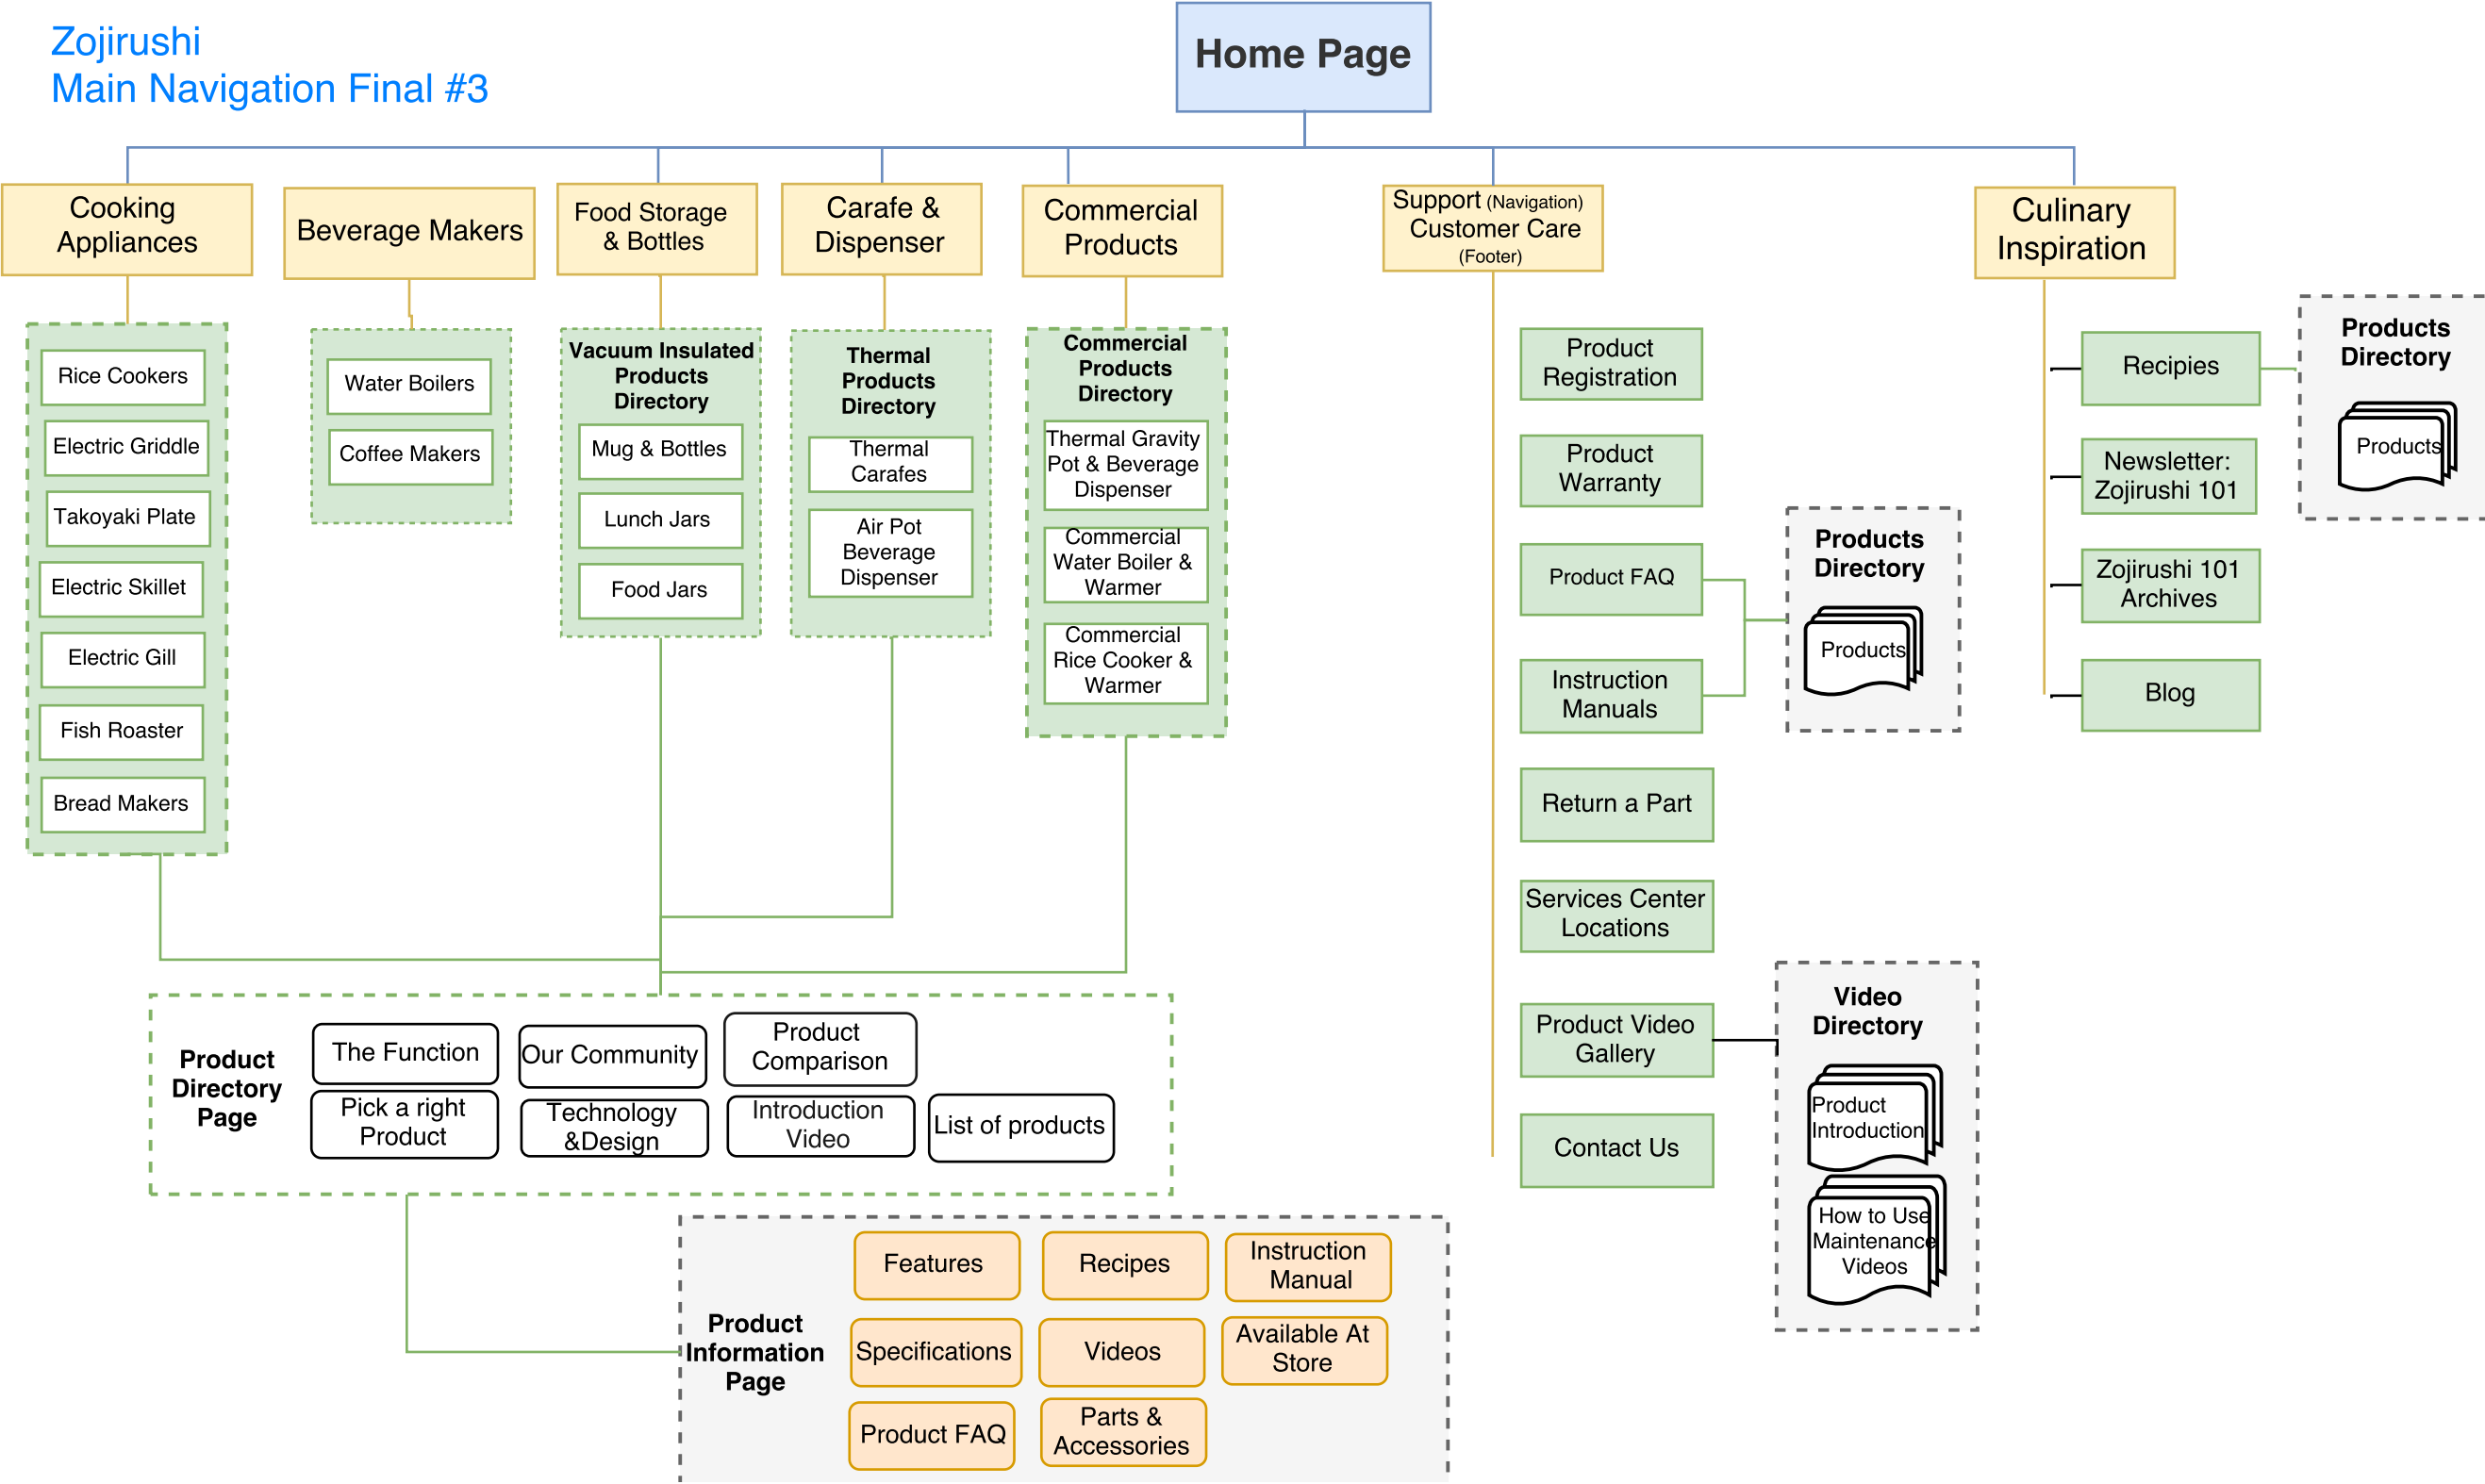 Zojirushi
Main Navigation Final #3
Home Page
Cooking
Appliances
Beverage Makers
Food Storage
& Bottles
Carafe &
Dispenser
Commercial
Products
Support (Navigation)
Customer Care
(Footer)
Culinary
Inspiration
Rice Cookers
Electric Griddle
Takoyaki Plate
Electric Skillet
Electric Gill
Fish Roaster
Bread Makers
Water Boilers
Coffee Makers
Vacuum Insulated
Products
Directory
Mug & Bottles
Lunch Jars
Food Jars
Thermal
Products
Directory
Thermal
Carafes
Air Pot
Beverage
Dispenser
Commercial
Products
Directory
Thermal Gravity
Pot & Beverage
Dispenser
Commercial
Water Boiler &
Warmer
Commercial
Rice Cooker &
Warmer
Product
Registration
Product
Warranty
Product FAQ
Instruction
Manuals
Return a Part
Services Center
Locations
Product Video
Gallery
Contact Us
Products
Directory
Products
Video
Directory
Product
Introduction
How to Use
Maintenance
Videos
Recipies
Newsletter:
Zojirushi 101
Zojirushi 101
Archives
Blog
Products
Directory
Products
Product
Directory
Page
The Function
Our Community
Product
Comparison
Pick a right
Product
Technology
&Design
Introduction
Video
List of products
Product
Information
Page
Features
Recipes
Instruction
Manual
Specifications
Videos
Available At
Store
Product FAQ
Parts &
Accessories